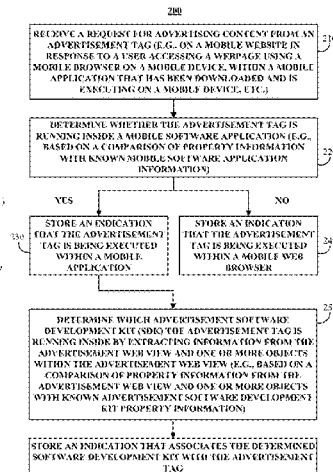 200
RECEIVE A REQUEST FOR ADVERTISING CONTENT FROM AN
ADVERTISEMENT TAG (E.G., ON A MOBILE WEBSITE IN
RESPONSE TO A USER ACCESSING A WEBPAGE USING A
MOBILE BROWSER ON A MOBILE DEVICE, WITHIN A MOBILE
APPLICATION THAT HAS BEEN DOWNLOADED AND IS
EXECUTING ON A MOBILE DEVICE, ETC.)
DETERMINE WHETHER THE ADVERTISEMENT TAG IS
RUNNING INSIDE A MOBILE SOFTWARE APPLICATION (E.G.,
BASED ON A COMPARISON OF PROPERTY INFORMATION
WITH KNOWN MOBILE SOFTWARE APPLICATION
INFORMATION)
YES
NO
230
STORE AN INDICATION
THAT THE ADVERTISEMENT
TAG IS BEING EXECUTED
WITHIN A MOBILE
APPLICATION
STORE AN INDICATION
THAT THE ADVERTISEMENT
TAG IS BEING EXECUTED
WITHIN A MOBILE WEB
BROWSER
DETERMINE WHICH ADVERTISEMENT SOFTWARE
DEVELOPMENT KIT (SDK) THE ADVERTISEMENT TAG IS
RUNNING INSIDE BY EXTRACTING INFORMATION FROM THE
ADVERTISEMENT WEB VIEW AND ONE OR MORE OBJECTS
WITHIN THE ADVERTISEMENT WEB VIEW (E.G., BASED ON A
COMPARISON OF PROPERTY INFORMATION FROM THE
ADVERTISEMENT WEB VIEW AND ONE OR MORE OBJECTS
WITH KNOWN ADVERTISEMENT SOFTWARE DEVELOPMENT
KIT PROPERTY INFORMATION)
STORE AN INDICATION THAT ASSOCIATES THE DETERMINED
SOFTWARE DEVELOPMENT KIT WITH THE ADVERTISEMENT
TAG